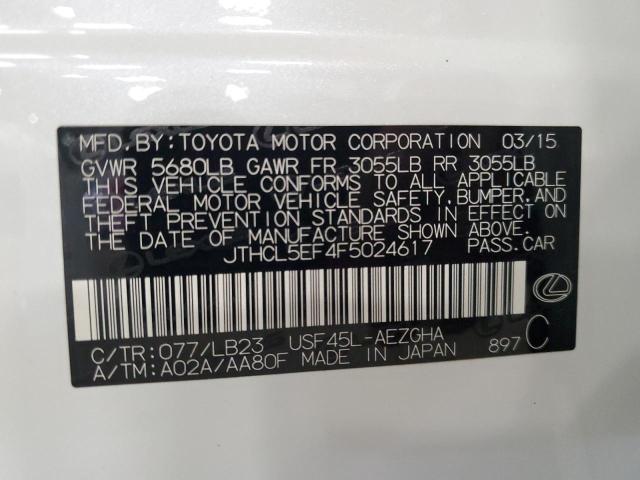 MFD.BY:TOYOTA MOTOR CORPORATION 03/15
GVWR 5680LB GAWR FR 3055LB RR 3055LB
THIS VEHICLE CONFORMS TO ALL APPLICABLE
FEDERAL MOTOR VEHICLE SAFETY,BUMPER,AND
THEFT PREVENTION STANDARDS IN EFFECT ON
THE DATE OF MANUFACTURE SHOWN ABOVE.
JTHCL5EF4F5024617 PASS.CAR
C/TR:077/LB23 USF45L-AEZGHA
A/TM:A02A/AA80F MADE IN JAPAN 897 C